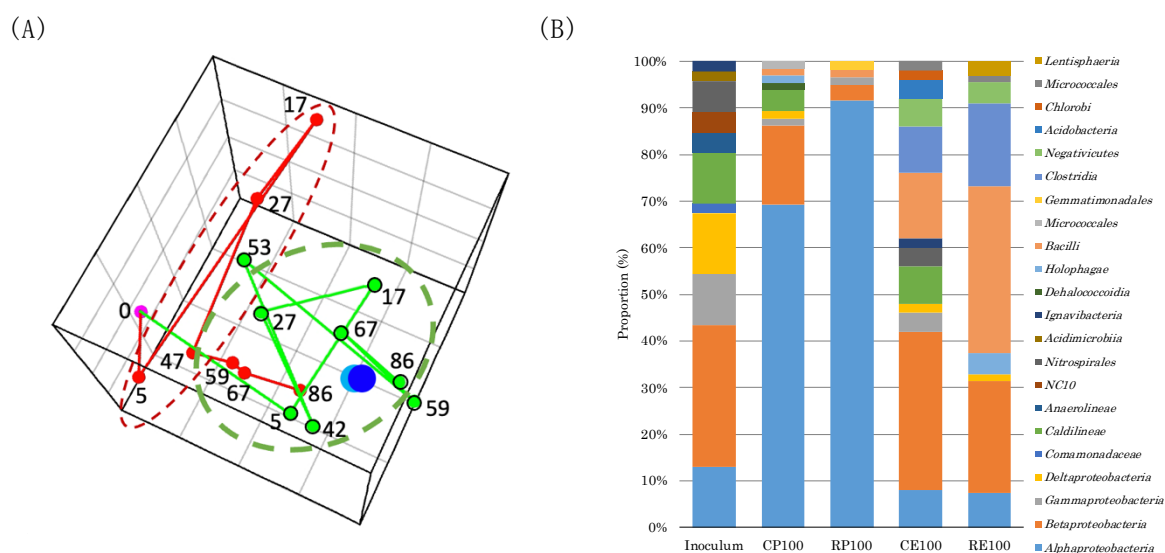 (A)
17
27
53
17
0
27
67
47
59
67
86
86
5
5
42
59
(B)
100%
90%
80%
70%
60%
50%
40%
30%
20%
10%
0%
Proportion (%)
Inoculum CP100 RP100 CE100 RE100
Lentisphaeria
Micrococcales
Chlorobi
Acidobacteria
Negativicutes
Clostridia
Gemmatimonadales
Micrococcales
Bacilli
Holophagae
Dehalococcoidia
Ignavibacteria
Acidimicrobiia
Nitrospirales
NC10
Anaerolineae
Caldilineae
Comamonadaceae
Deltaproteobacteria
Gammaproteobacteria
Betaproteobacteria
Alphaproteobacteria